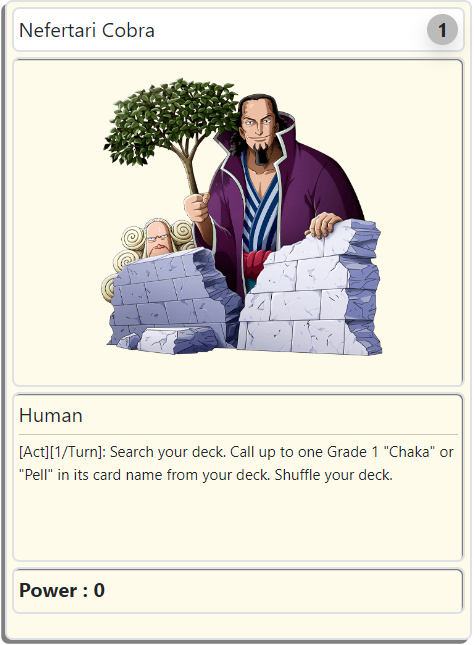 Nefertari Cobra
1
Human
[Act][1/Turn]: Search your deck. Call up to one Grade 1 "Chaka" or
"Pell" in its card name from your deck. Shuffle your deck.
Power : 0